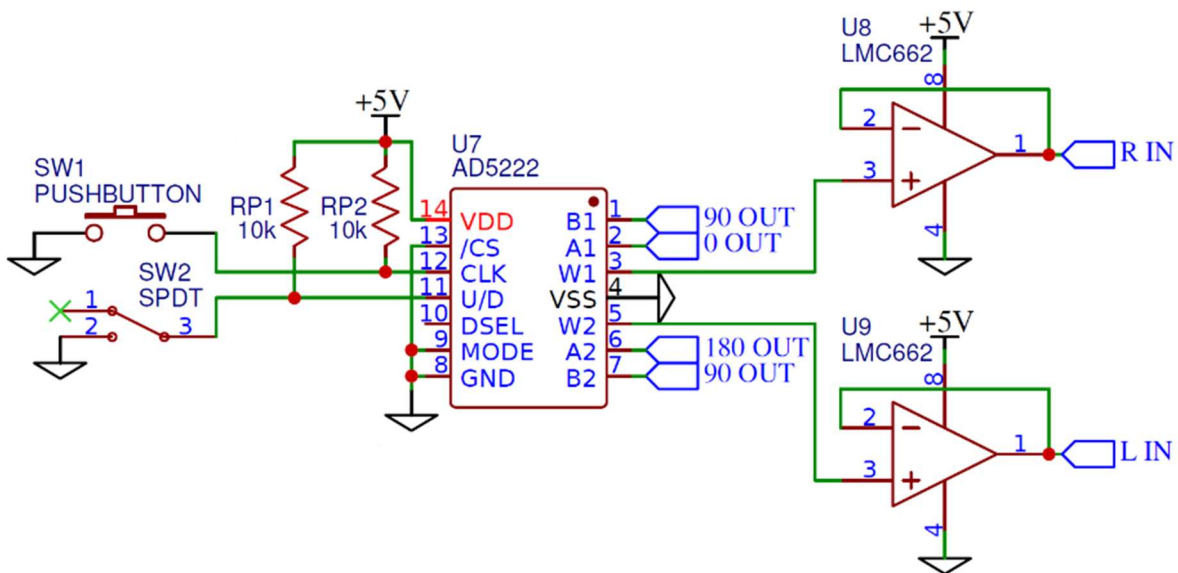 SW1
PUSHBUTTON
SW2
SPDT
1
2
3
+5V
RP1
10k
RP2
10k
U7
AD5222
14 VDD
13 /CS
12 CLK
11 U/D
10 DSEL
9 MODE
8 GND
B1 1 90 OUT
A1 2 0 OUT
W1 3
VSS 4
W2 5
A2 6 180 OUT
B2 7 90 OUT
U8
LMC662
+5V
8
2 −
3 +
1 R IN
4
U9
LMC662
+5V
8
2 −
3 +
1 L IN
4